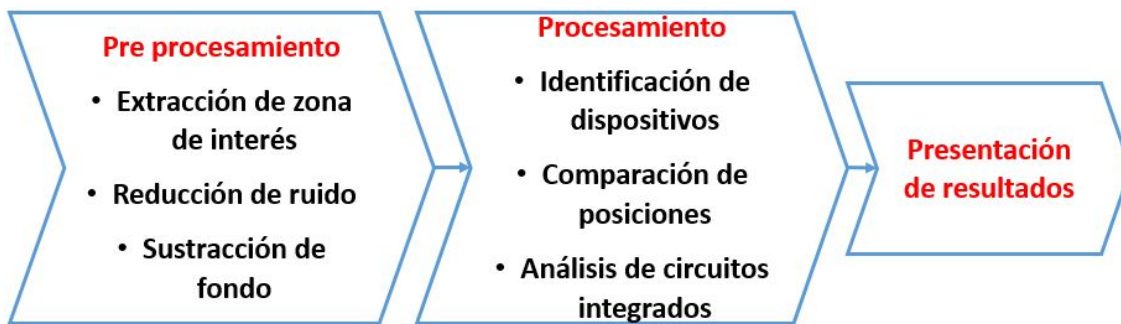 Pre procesamiento
• Extracción de zona
de interés
• Reducción de ruido
• Sustracción de
fondo
Procesamiento
• Identificación de
dispositivos
• Comparación de
posiciones
• Análisis de circuitos
integrados
Presentación
de resultados